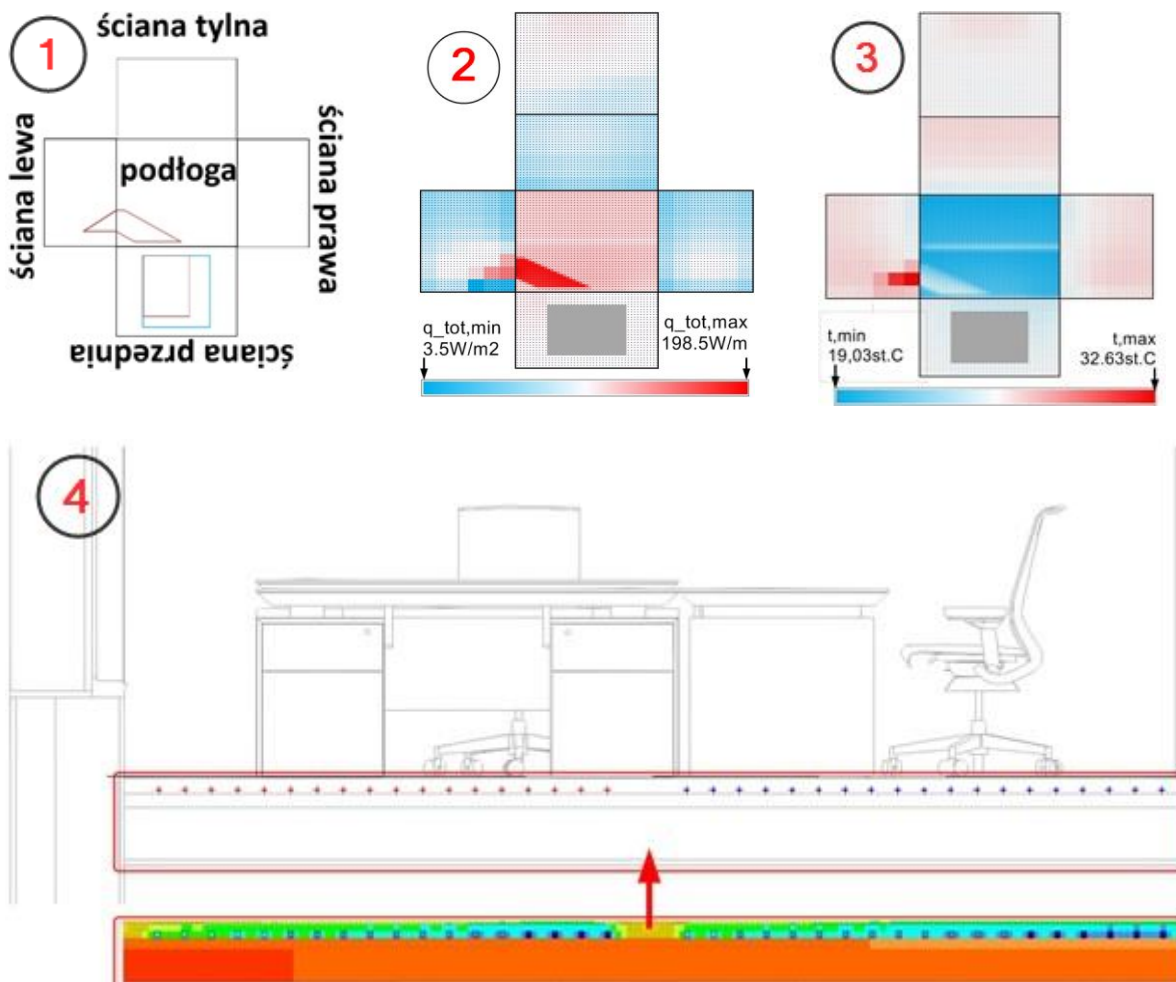 1
ściana tylna
ściana lewa
podłoga
ściana prawa
ściana przednia
2
q_tot,min
3.5W/m2
q_tot,max
198.5W/m
3
t,min
19,03st.C
t,max
32.63st.C
4